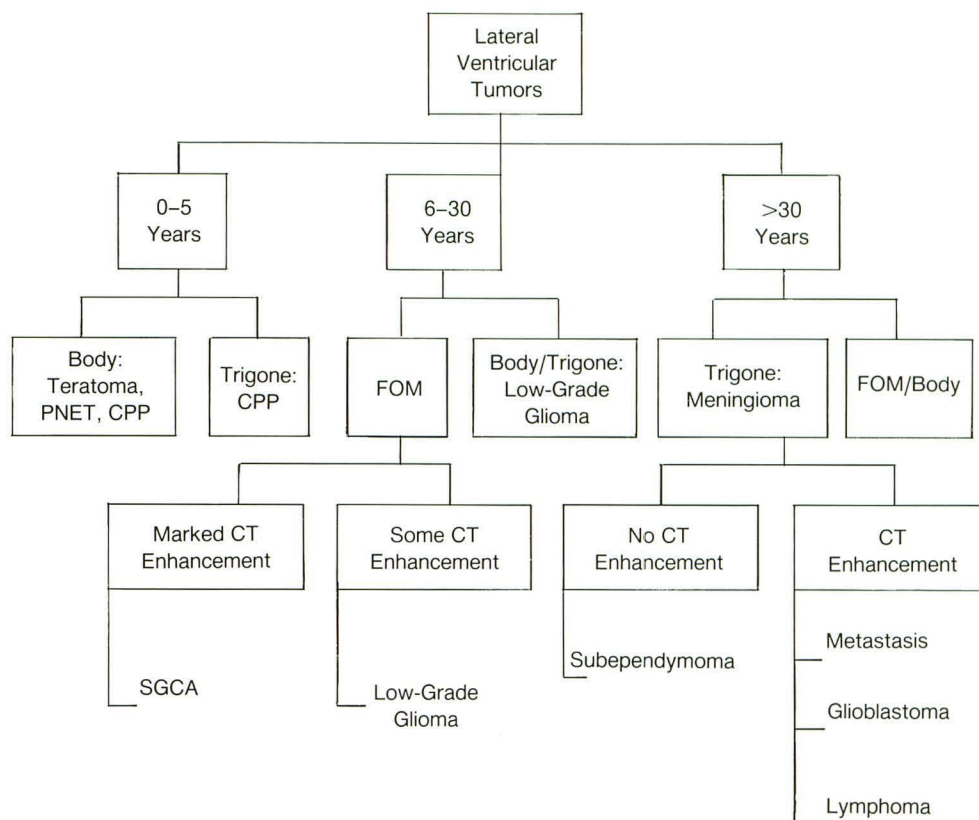 Lateral
Ventricular
Tumors
0–5
Years
6–30
Years
>30
Years
Body:
Teratoma,
PNET, CPP
Trigone:
CPP
FOM
Body/Trigone:
Low-Grade
Glioma
Trigone:
Meningioma
FOM/Body
Marked CT
Enhancement
Some CT
Enhancement
No CT
Enhancement
CT
Enhancement
SGCA
Low-Grade
Glioma
Subependymoma
Metastasis
Glioblastoma
Lymphoma